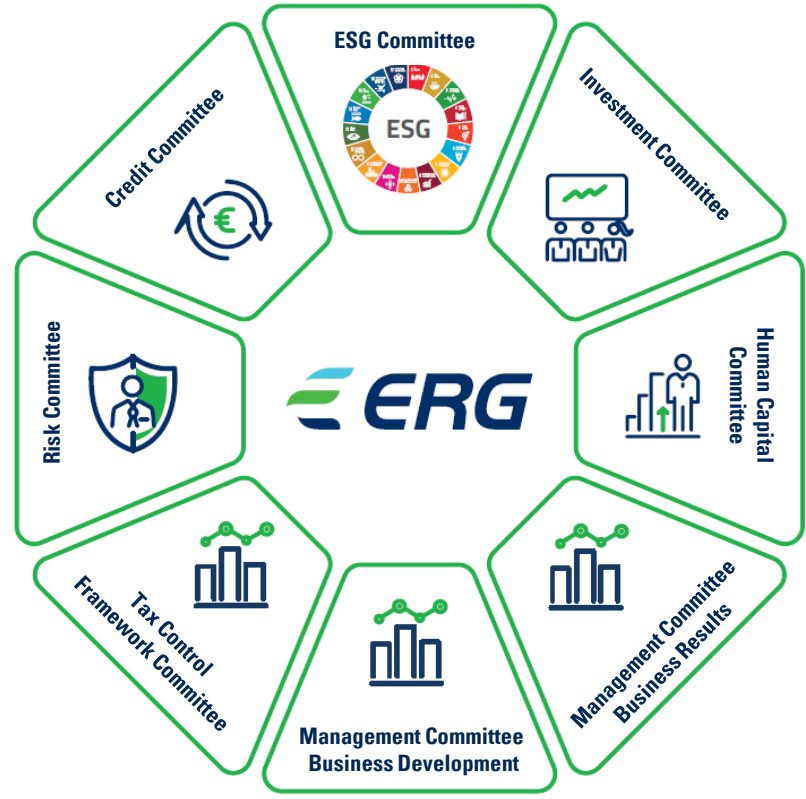 ESG Committee
ESG
Investment Committee
Human Capital
Committee
Management Committee
Business Results
Management Committee
Business Development
Tax Control
Framework Committee
Risk Committee
Credit Committee
€
ERG